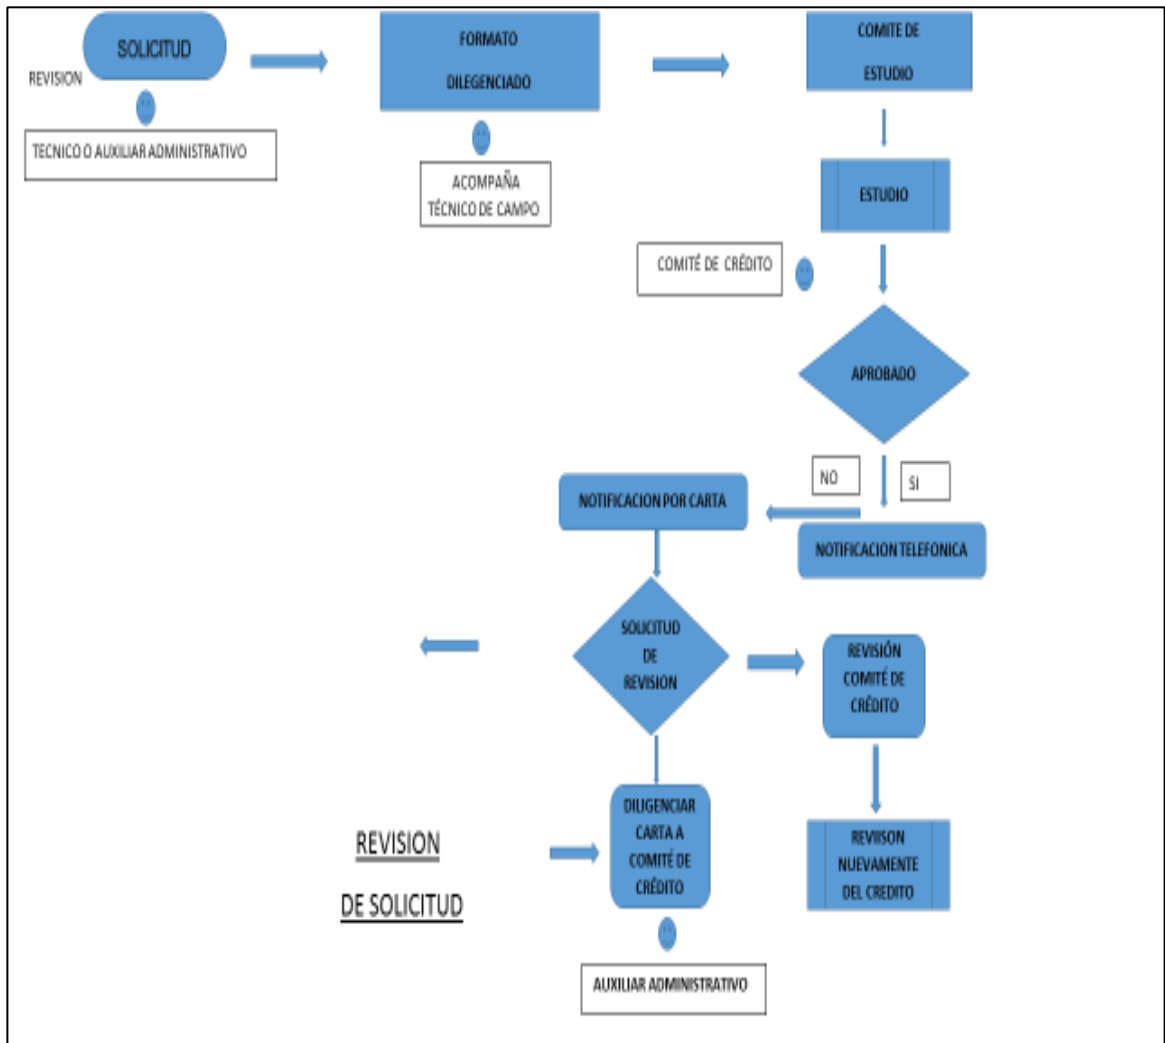 SOLICITUD
REVISION
TECNICO O AUXILIAR ADMINISTRATIVO
FORMATO
DILEGENCIADO
ACOMPAÑA
TÉCNICO DE CAMPO
COMITE DE
ESTUDIO
ESTUDIO
COMITÉ DE CRÉDITO
APROBADO
NO
SI
NOTIFICACION POR CARTA
NOTIFICACION TELEFONICA
SOLICITUD
DE
REVISION
REVISIÓN
COMITÉ DE
CRÉDITO
DILIGENCIAR
CARTA A
COMITÉ DE
CRÉDITO
REVIISON
NUEVAMENTE
DEL CREDITO
REVISION
DE SOLICITUD
AUXILIAR ADMINISTRATIVO